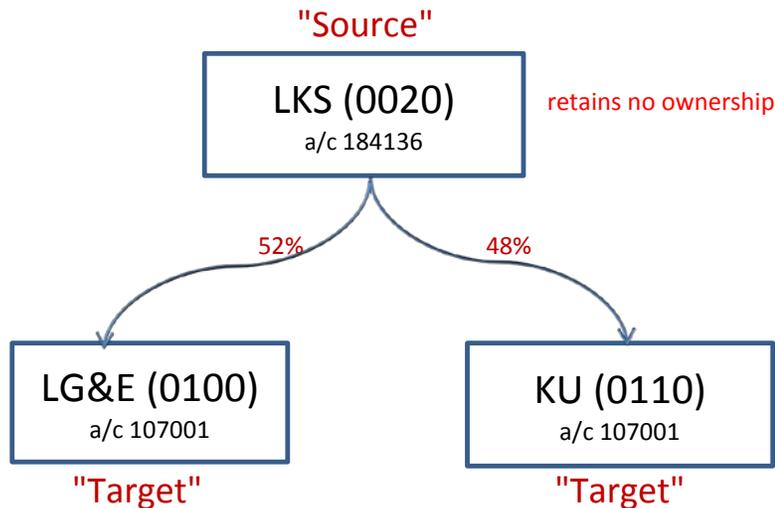 "Source"
LKS (0020)
a/c 184136
retains no ownership
52%
48%
LG&E (0100)
a/c 107001
"Target"
KU (0110)
a/c 107001
"Target"